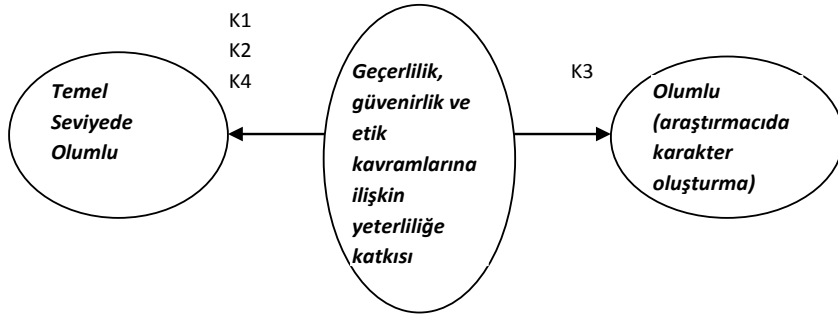 K1
K2
K4
Temel
Seviyede
Olumlu
Geçerlilik,
güvenirlik ve
etik
kavramlarına
ilişkin
yeterliliğe
katkısı
K3
Olumlu
(araştırmacıda
karakter
oluşturma)